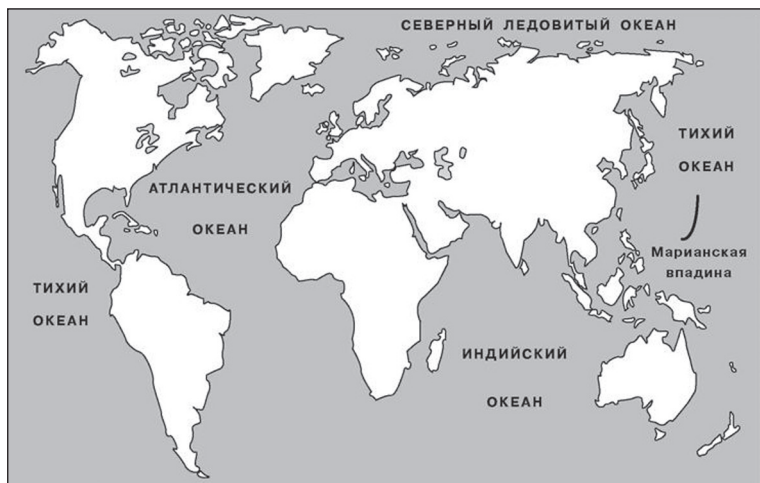 СЕВЕРНЫЙ ЛЕДОВИТЫЙ ОКЕАН
ТИХИЙ
ОКЕАН
АТЛАНТИЧЕСКИЙ
ОКЕАН
Марианская
впадина
ТИХИЙ
ОКЕАН
ИНДИЙСКИЙ
ОКЕАН